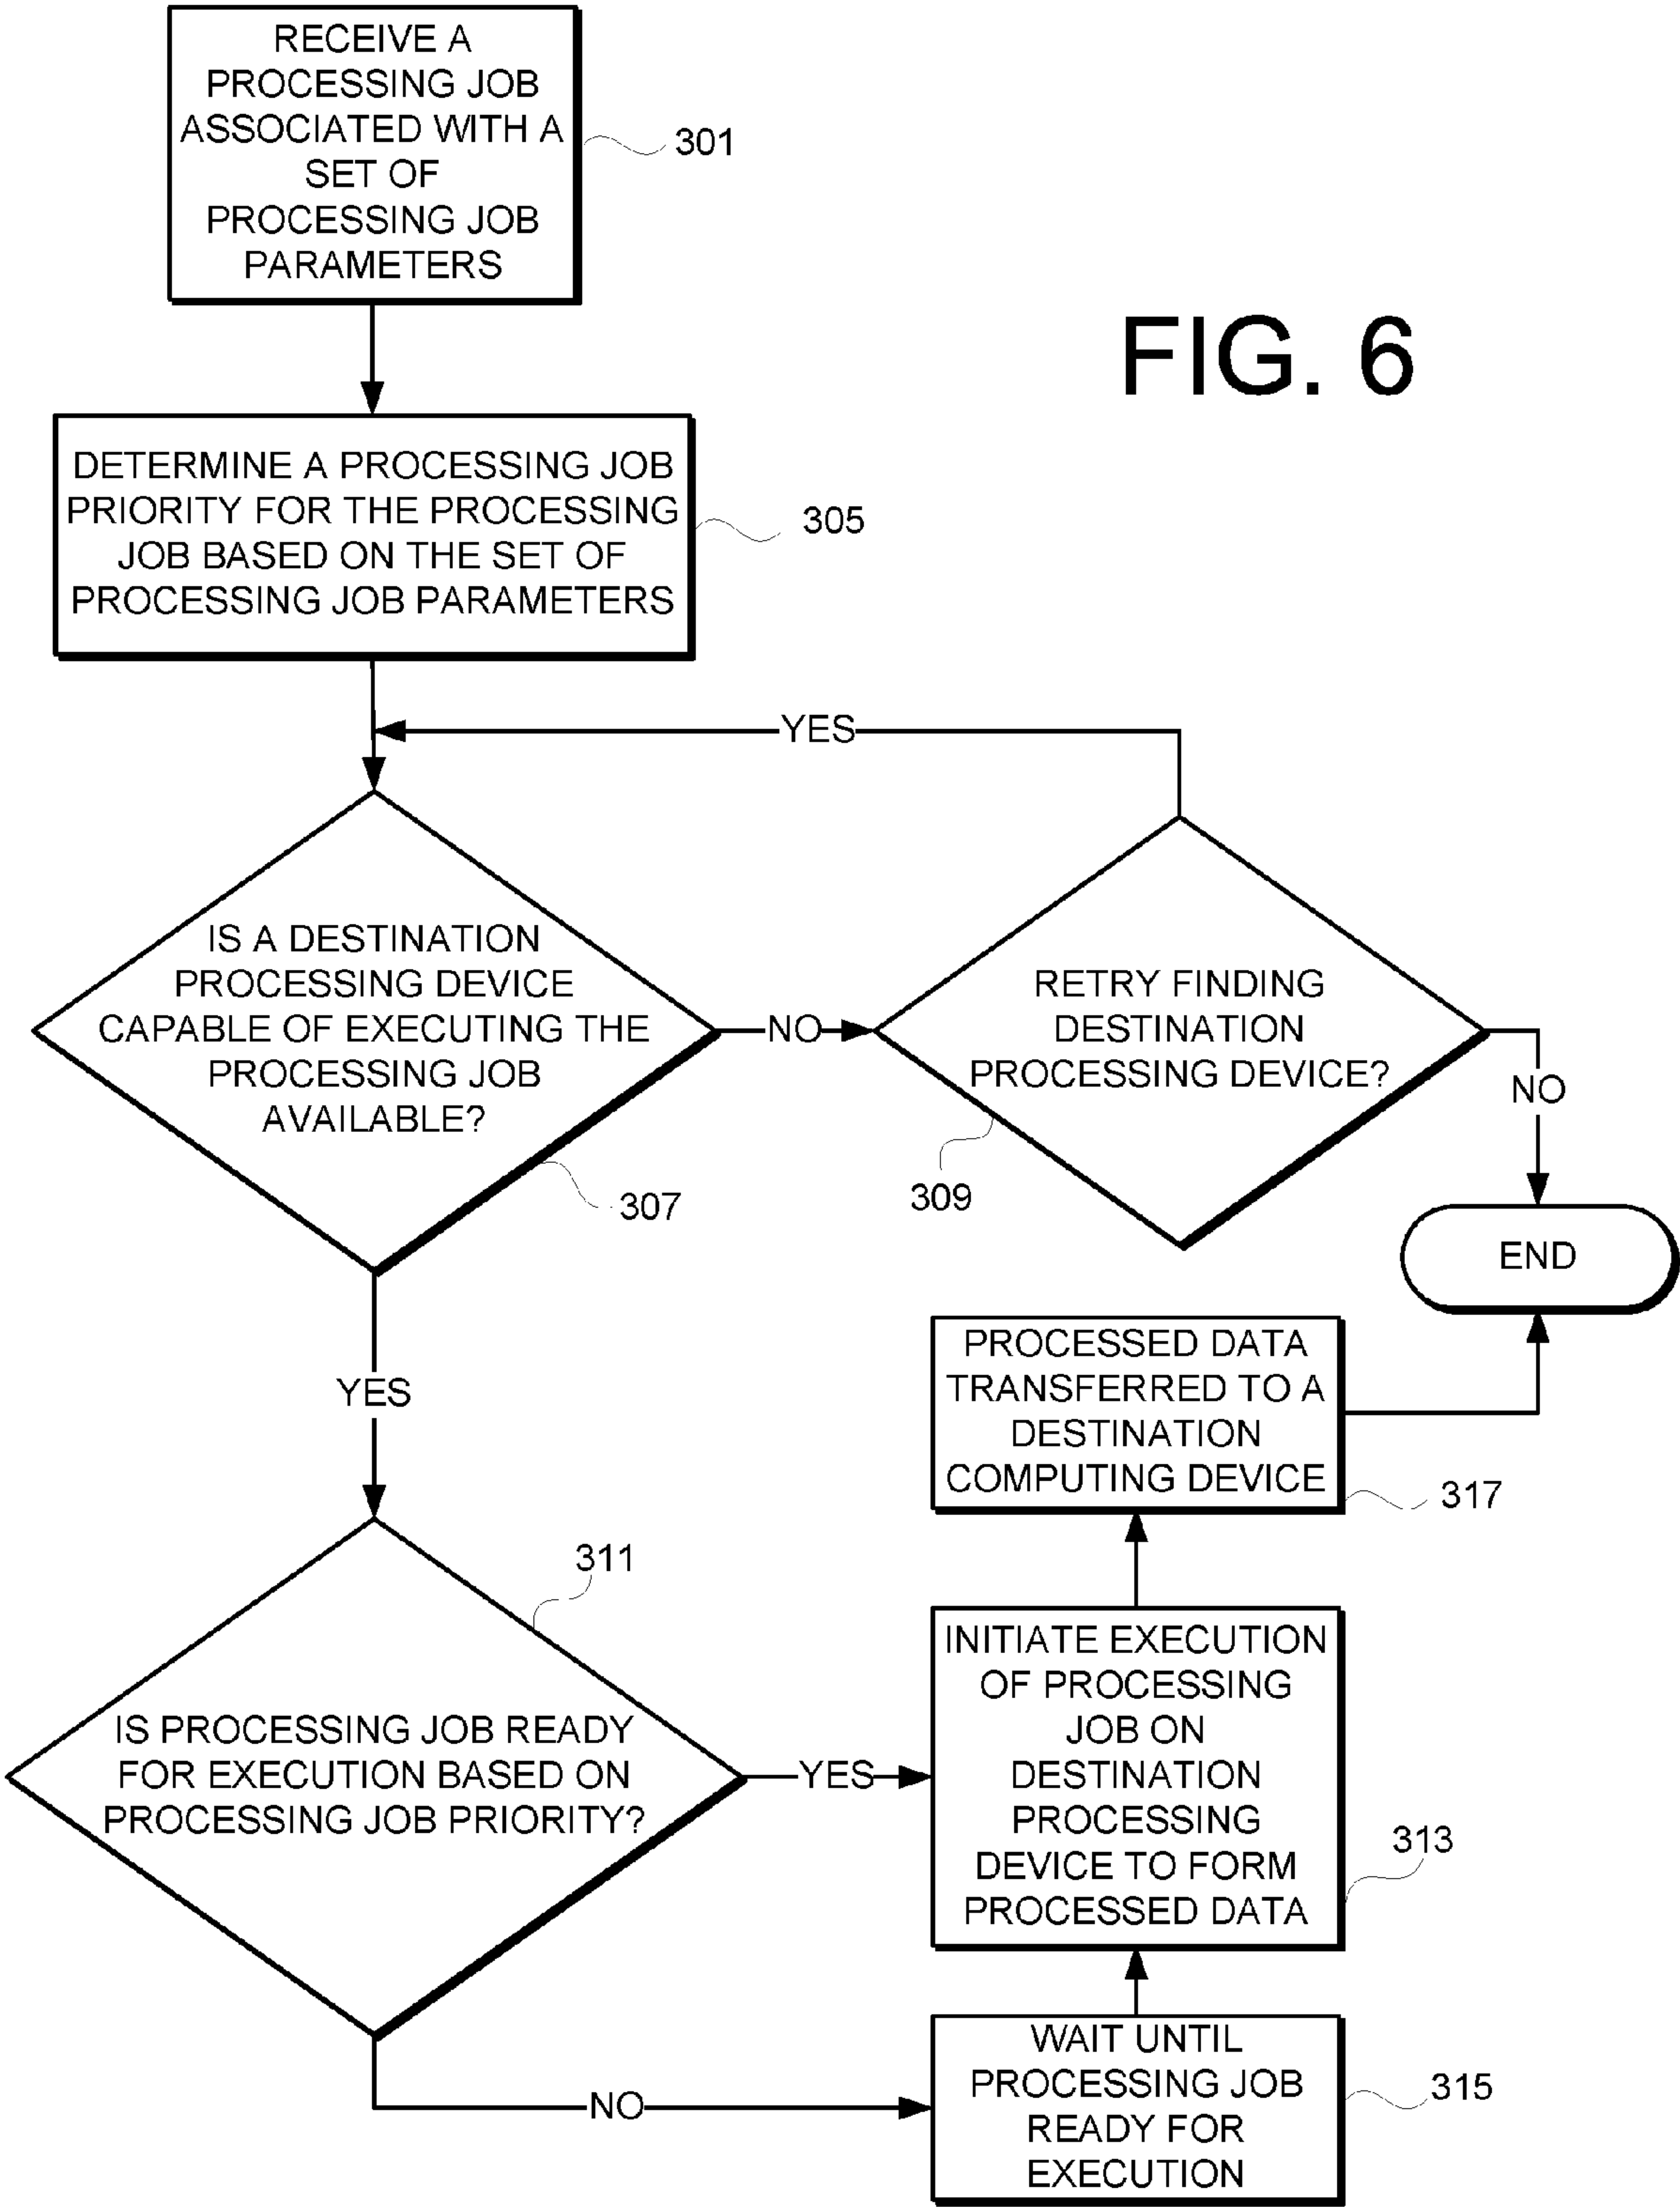 RECEIVE A
PROCESSING JOB
ASSOCIATED WITH A
SET OF
PROCESSING JOB
PARAMETERS
301
FIG. 6
DETERMINE A PROCESSING JOB
PRIORITY FOR THE PROCESSING
JOB BASED ON THE SET OF
PROCESSING JOB PARAMETERS
305
YES
IS A DESTINATION
PROCESSING DEVICE
CAPABLE OF EXECUTING THE
PROCESSING JOB
AVAILABLE?
307
NO
RETRY FINDING
DESTINATION
PROCESSING DEVICE?
309
NO
END
YES
PROCESSED DATA
TRANSFERRED TO A
DESTINATION
COMPUTING DEVICE
317
311
IS PROCESSING JOB READY
FOR EXECUTION BASED ON
PROCESSING JOB PRIORITY?
YES
INITIATE EXECUTION
OF PROCESSING
JOB ON
DESTINATION
PROCESSING
DEVICE TO FORM
PROCESSED DATA
313
NO
WAIT UNTIL
PROCESSING JOB
READY FOR
EXECUTION
315